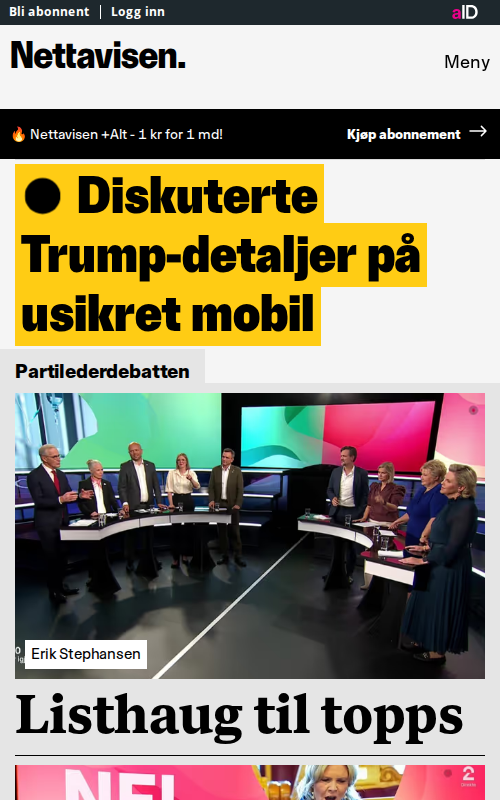 Bli abonnent | Logg inn
aID
Nettavisen.
Meny
🔥 Nettavisen +Alt - 1 kr for 1 md!
Kjøp abonnement →
Diskuterte
Trump-detaljer på
usikret mobil
Partilederdebatten
Erik Stephansen
Listhaug til topps
2